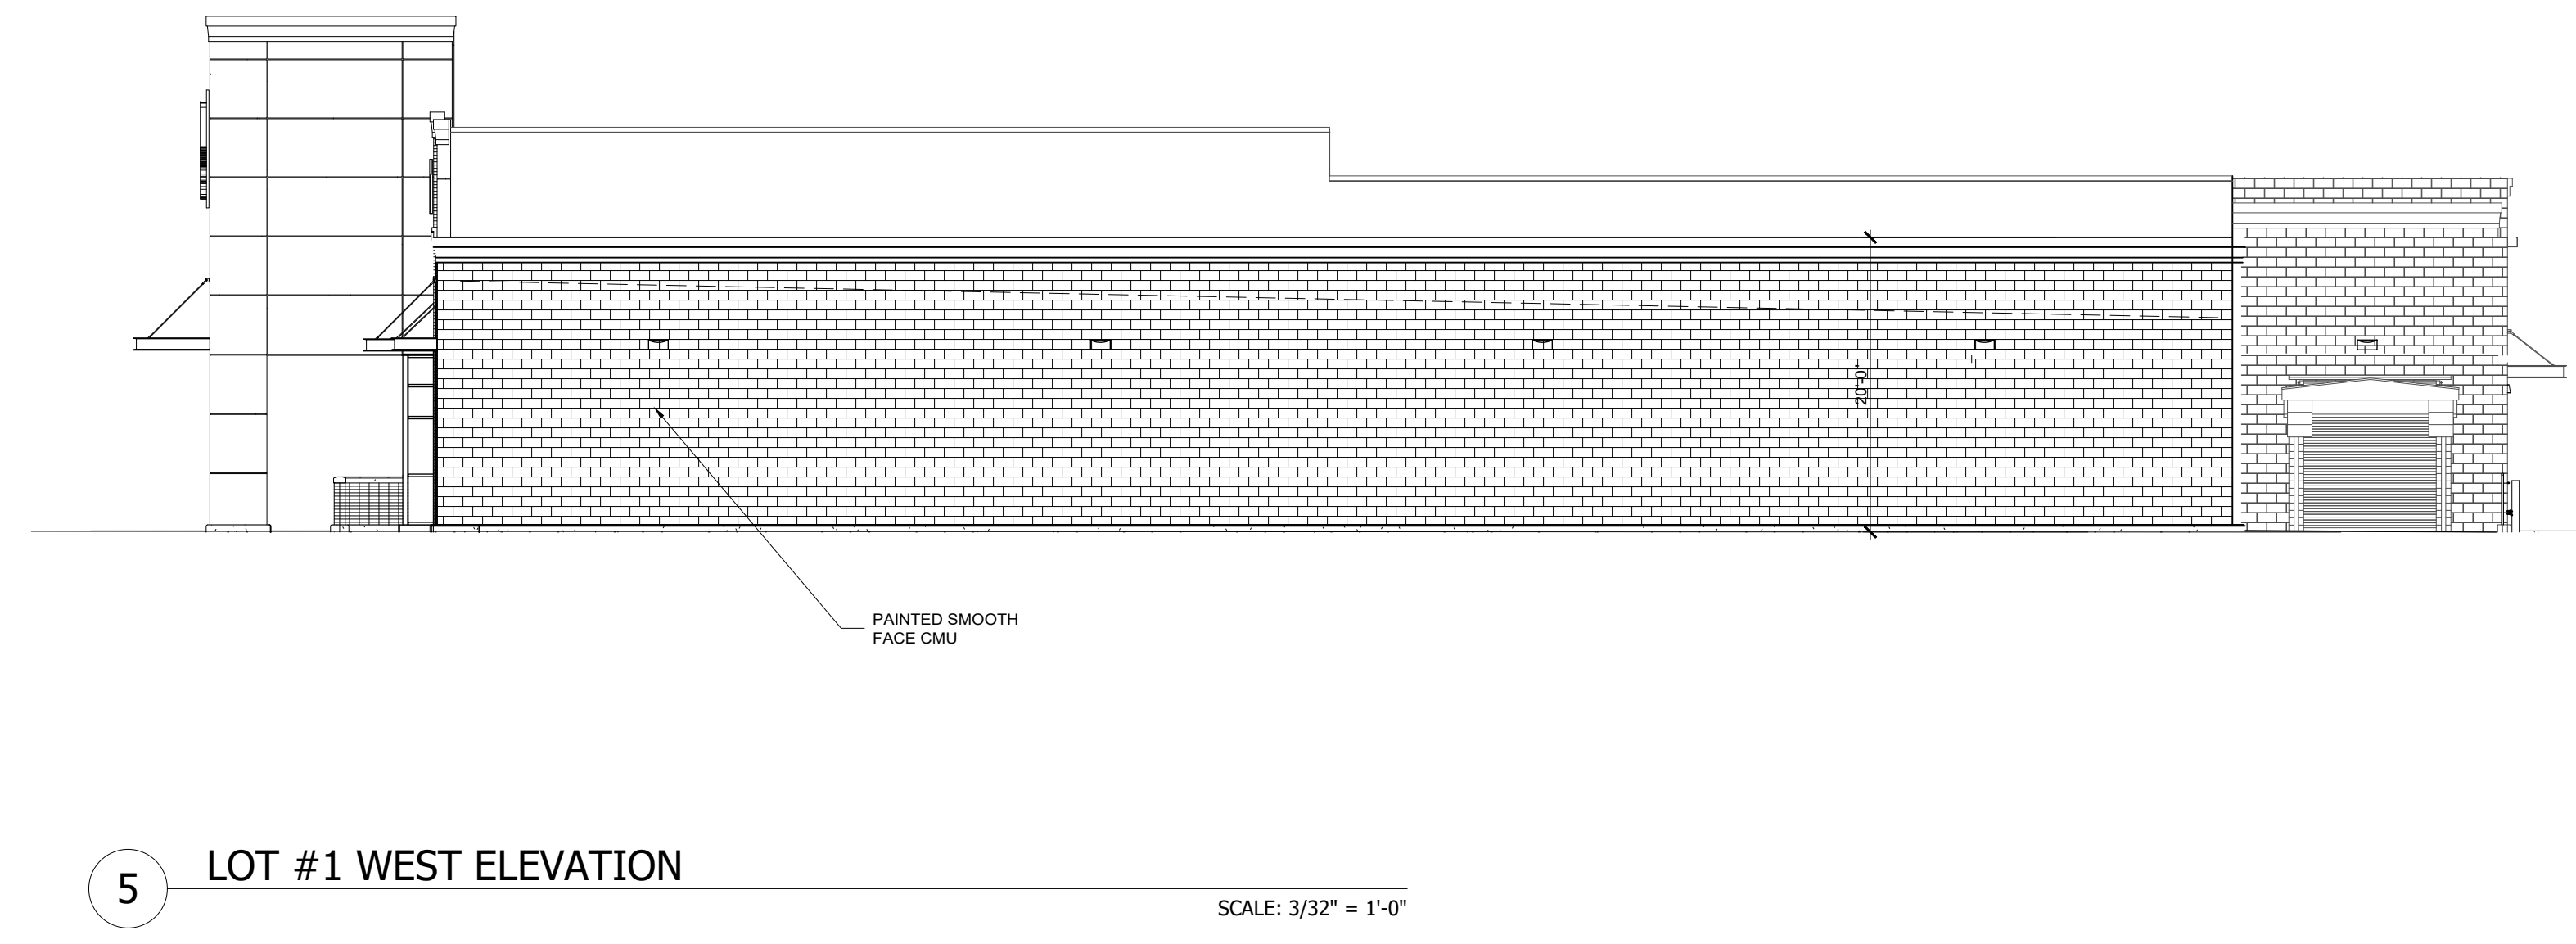 20'-0"
PAINTED SMOOTH
FACE CMU
5
LOT #1 WEST ELEVATION
SCALE: 3/32" = 1'-0"